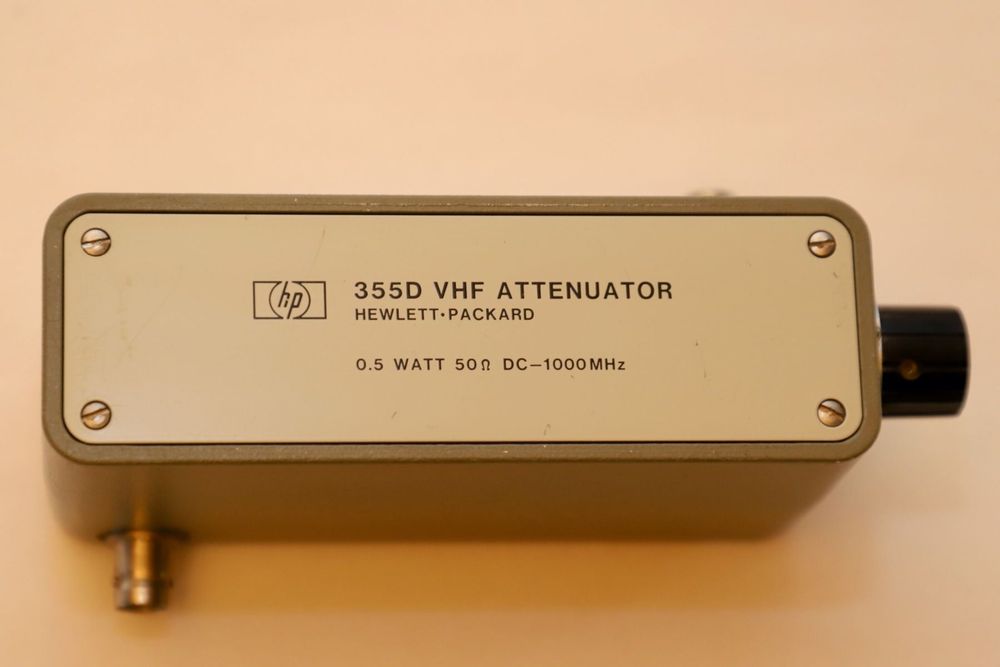 hp
355D VHF ATTENUATOR
HEWLETT•PACKARD
0.5 WATT 50Ω DC–1000MHz